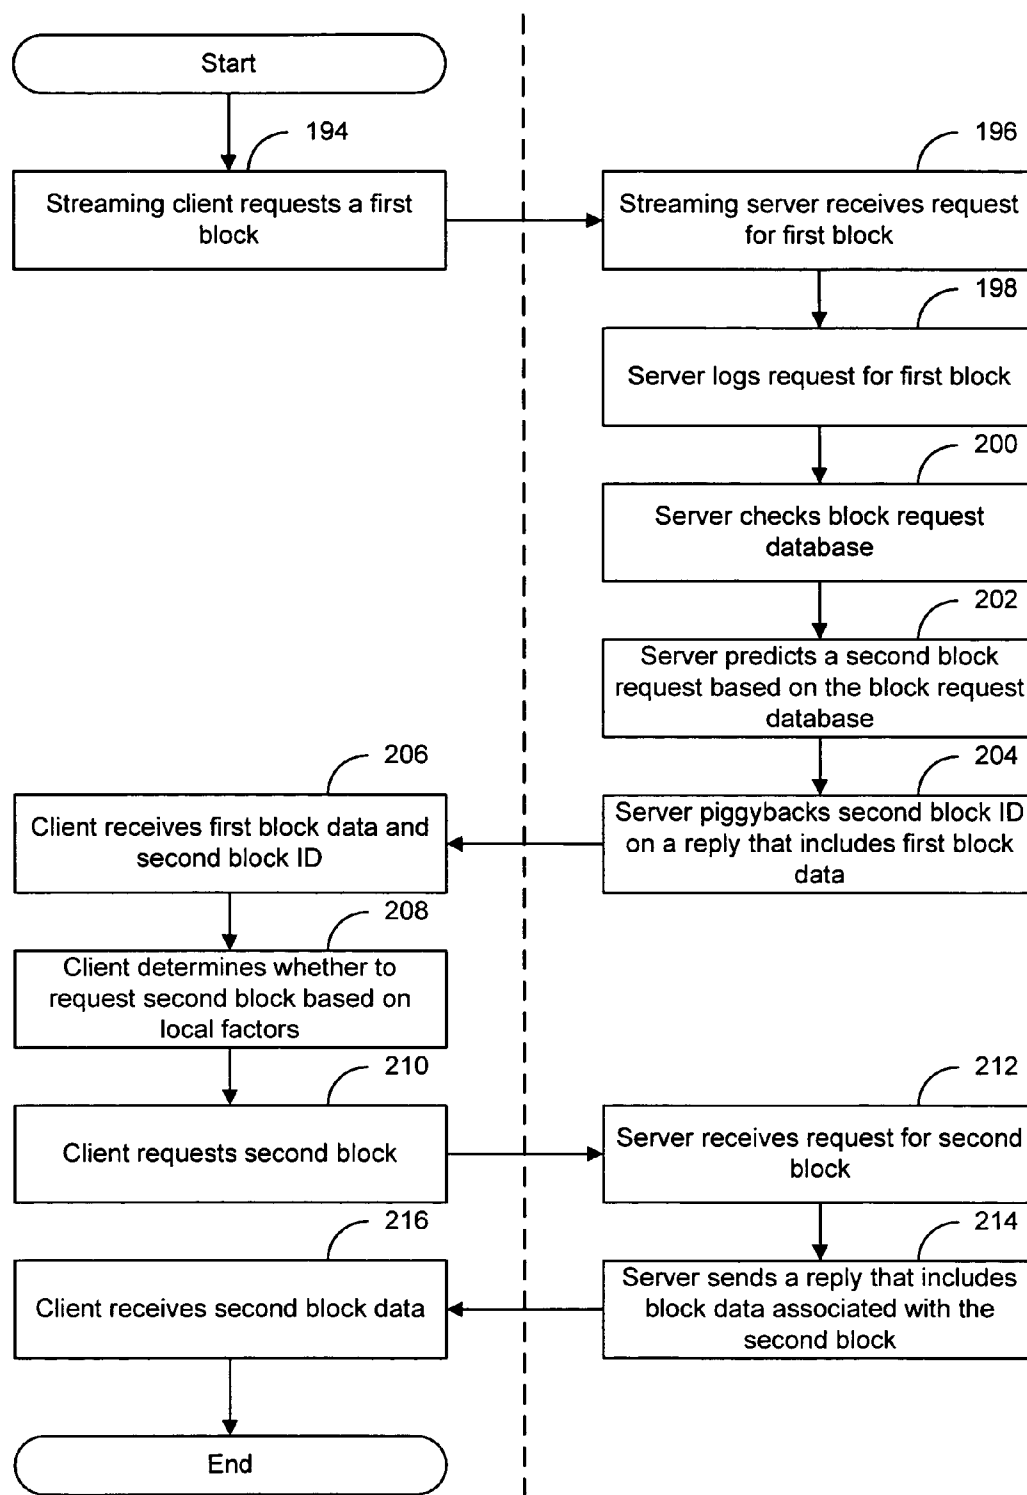 Start
194
Streaming client requests a first
block
196
Streaming server receives request
for first block
198
Server logs request for first block
200
Server checks block request
database
202
Server predicts a second block
request based on the block request
database
204
Server piggybacks second block ID
on a reply that includes first block
data
206
Client receives first block data and
second block ID
208
Client determines whether to
request second block based on
local factors
210
Client requests second block
212
Server receives request for second
block
214
Server sends a reply that includes
block data associated with the
second block
216
Client receives second block data
End